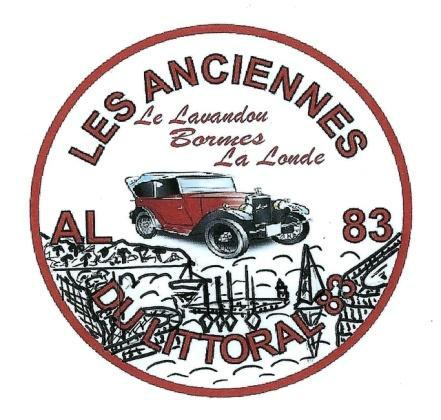 LES ANCIENNES
Le Lavandou
Bormes
La Londe
AL 83
DU LITTORAL 83